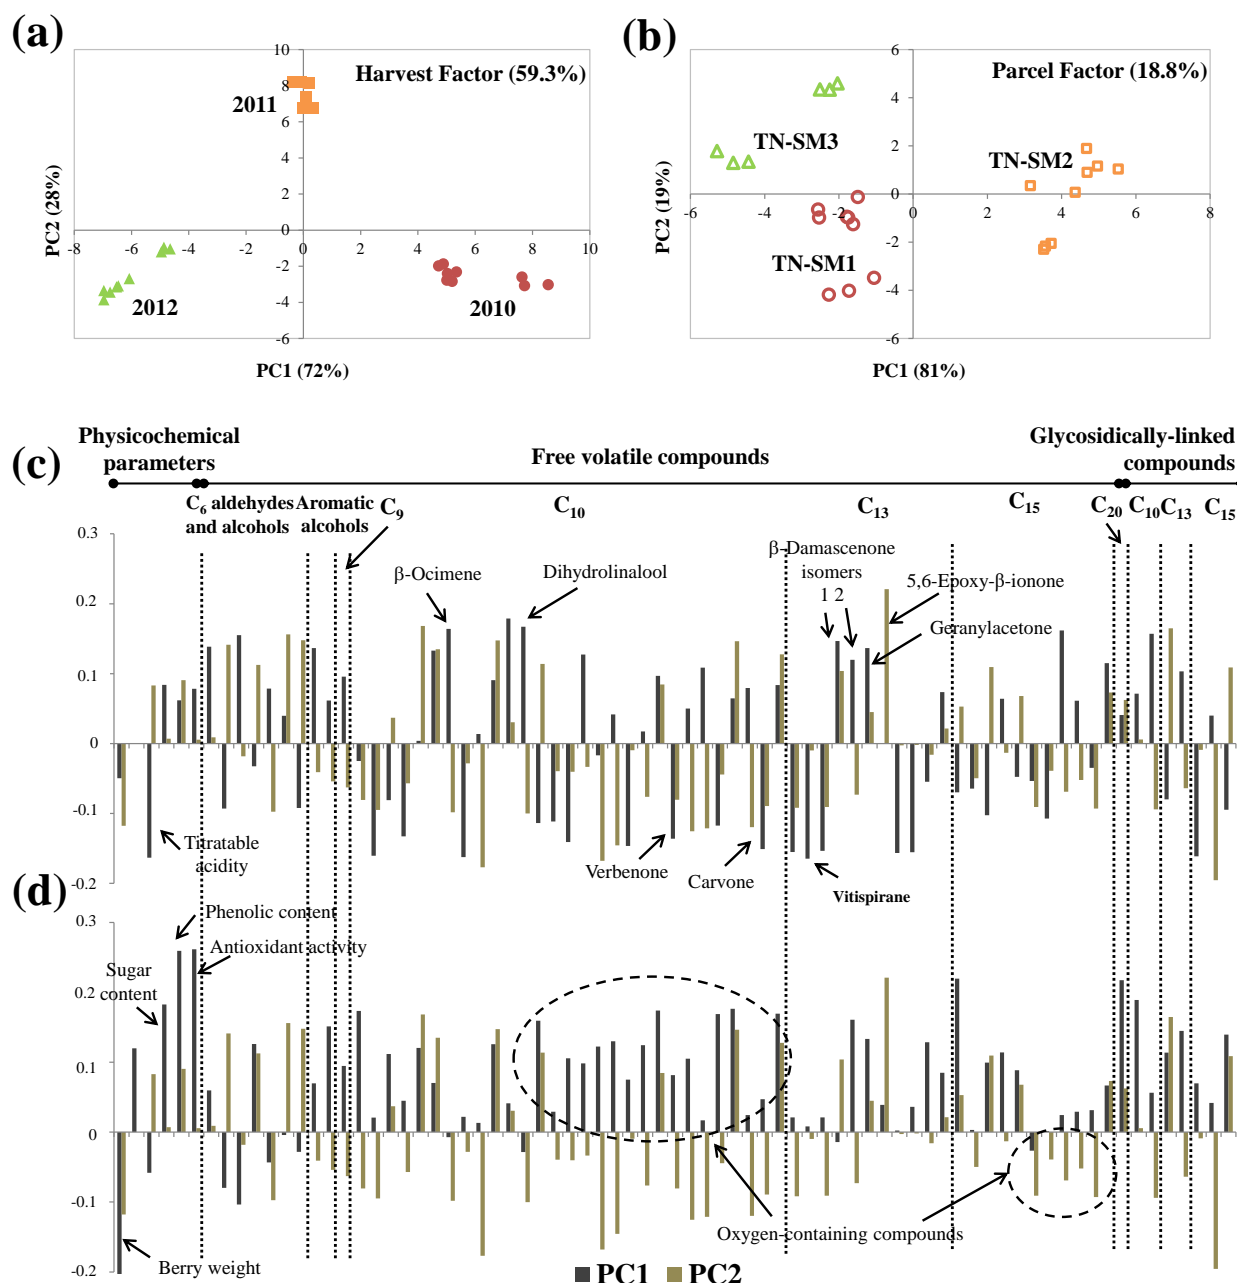 (a)
Harvest Factor (59.3%)
2011
2012
2010
10
8
6
4
2
0
-2
-4
-6
-8
-6
-4
-2
0
2
4
6
8
10
PC2 (28%)
PC1 (72%)
(b)
Parcel Factor (18.8%)
TN-SM3
TN-SM2
TN-SM1
6
4
2
0
-2
-4
-6
-6
-4
-2
0
2
4
6
8
PC2 (19%)
PC1 (81%)
(c)
Physicochemical
parameters
Free volatile compounds
Glycosidically-linked
compounds
C6 aldehydes
and alcohols
Aromatic
alcohols
C9
C10
C13
C15
C20
C10
C13
C15
0.3
0.2
0.1
0
-0.1
-0.2
β-Ocimene
Dihydrolinalool
β-Damascenone
isomers
1 2
5,6-Epoxy-β-ionone
Geranylacetone
Titratable
acidity
Verbenone
Carvone
Vitispirane
(d)
0.3
0.2
0.1
0
-0.1
-0.2
Phenolic content
Antioxidant activity
Sugar
content
Berry weight
Oxygen-containing compounds
PC1 PC2